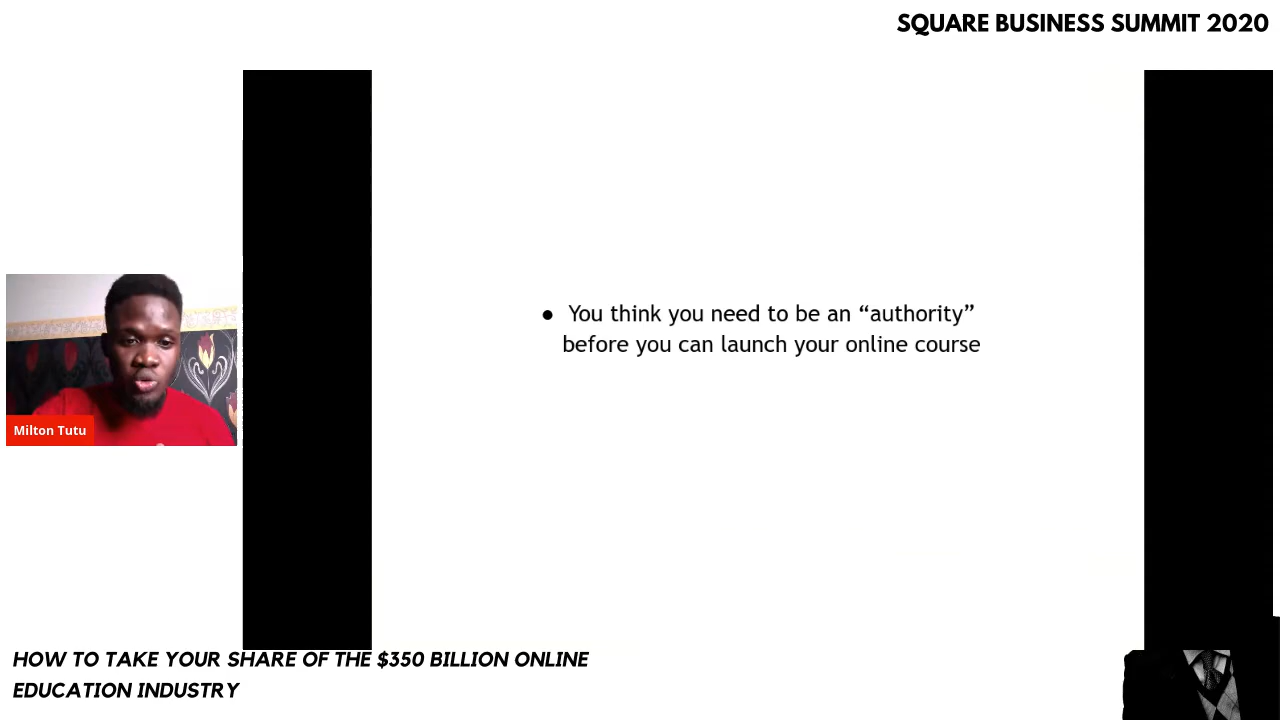 SQUARE BUSINESS SUMMIT 2020
● You think you need to be an “authority”
before you can launch your online course
Milton Tutu
HOW TO TAKE YOUR SHARE OF THE $350 BILLION ONLINE
EDUCATION INDUSTRY